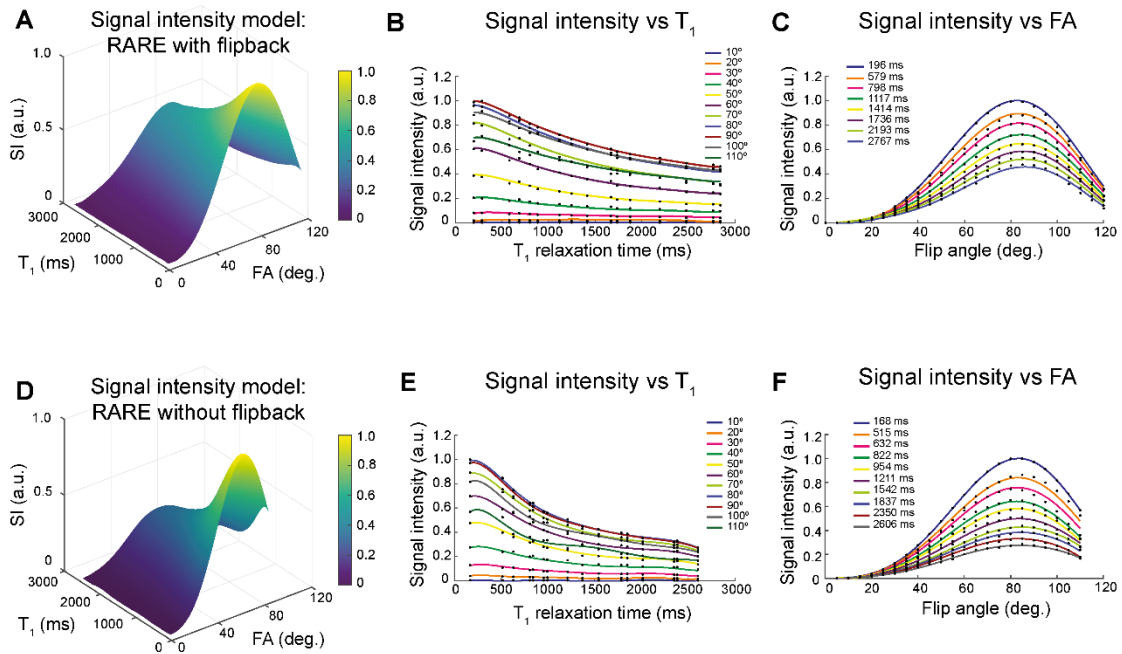 A
Signal intensity model:
RARE with flipback
SI (a.u.)
1.0
0.5
0
3000
2000
1000
0
T1 (ms)
0
40
80
120
FA (deg.)
1.0
0.8
0.6
0.4
0.2
0
B
Signal intensity vs T1
Signal intensity (a.u.)
1.2
1.0
0.8
0.6
0.4
0.2
0
0 500 1000 1500 2000 2500 3000
T1 relaxation time (ms)
10º
20º
30º
40º
50º
60º
70º
80º
90º
100º
110º
C
Signal intensity vs FA
Signal intensity (a.u.)
1.2
1.0
0.8
0.6
0.4
0.2
0
0 20 40 60 80 100 120
Flip angle (deg.)
196 ms
579 ms
798 ms
1117 ms
1414 ms
1736 ms
2193 ms
2767 ms
D
Signal intensity model:
RARE without flipback
SI (a.u.)
1.0
0.5
0
3000
2000
1000
0
T1 (ms)
0
40
80
120
FA (deg.)
1.0
0.8
0.6
0.4
0.2
0
E
Signal intensity vs T1
Signal intensity (a.u.)
1.2
1.0
0.8
0.6
0.4
0.2
0
0 500 1000 1500 2000 2500 3000
T1 relaxation time (ms)
10º
20º
30º
40º
50º
60º
70º
80º
90º
100º
110º
F
Signal intensity vs FA
Signal intensity (a.u.)
1.2
1.0
0.8
0.6
0.4
0.2
0
0 20 40 60 80 100 120
Flip angle (deg.)
168 ms
515 ms
632 ms
822 ms
954 ms
1211 ms
1542 ms
1837 ms
2350 ms
2606 ms